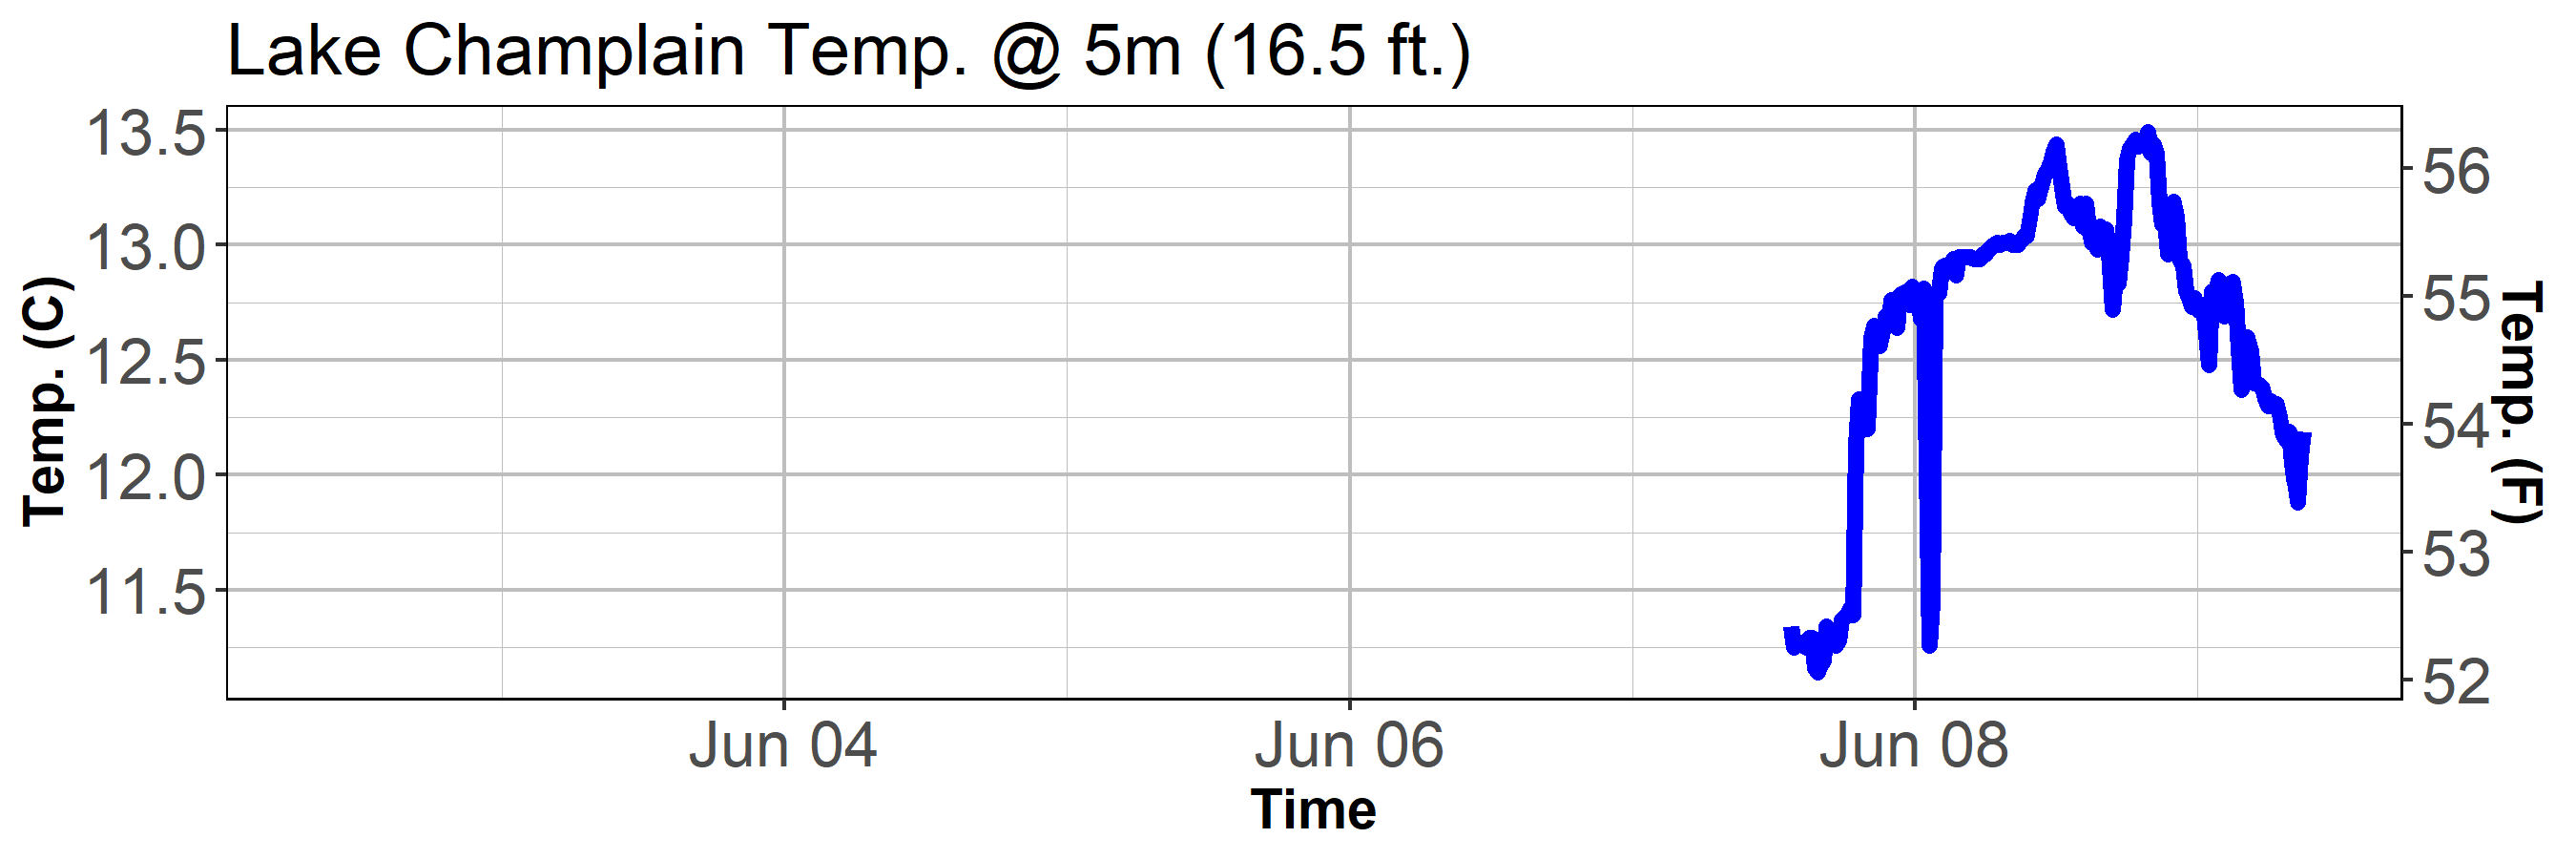 Lake Champlain Temp. @ 5m (16.5 ft.)
Temp. (C)
13.5
13.0
12.5
12.0
11.5
56
55
54
53
52
Temp. (F)
Jun 04 Jun 06 Jun 08
Time